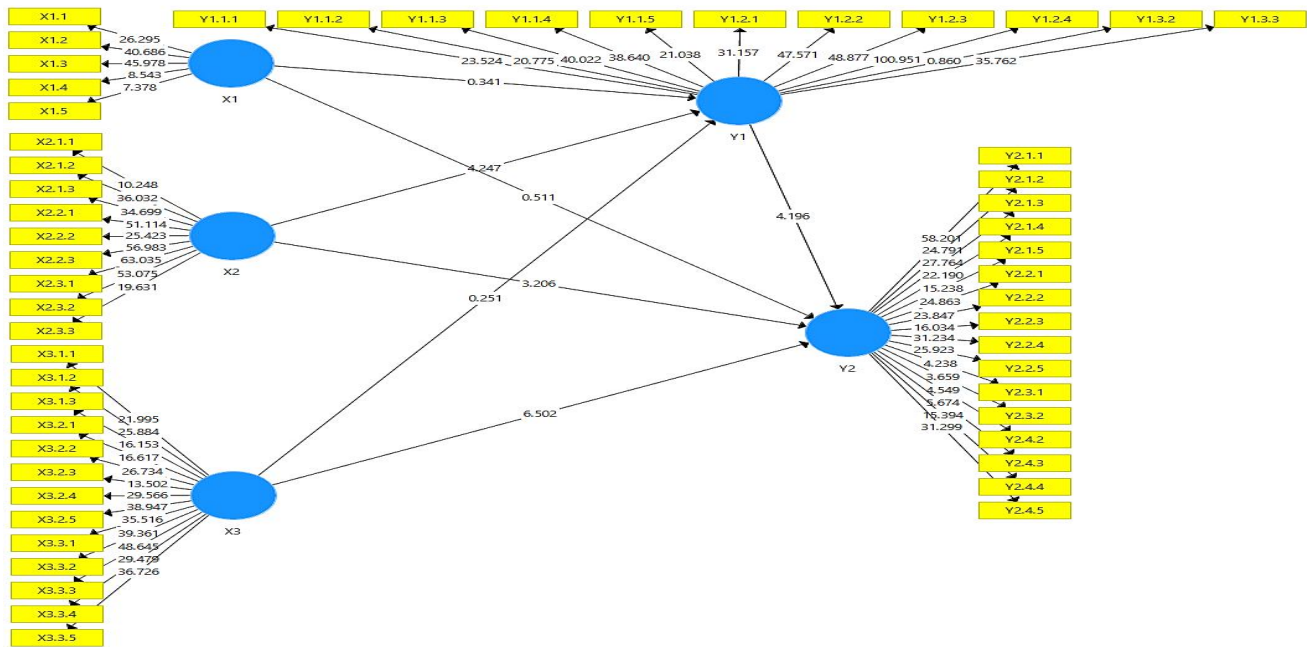 X1.1
X1.2
X1.3
X1.4
X1.5
26.295
40.686
45.978
8.543
7.378
X1
Y1.1.1
Y1.1.2
Y1.1.3
Y1.1.4
Y1.1.5
Y1.2.1
Y1.2.2
Y1.2.3
Y1.2.4
Y1.3.2
Y1.3.3
23.524
20.775
40.022
38.640
21.038
31.157
47.571
48.877
100.951
0.860
35.762
Y1
0.341
4.247
0.511
4.196
3.206
0.251
6.502
X2.1.1
X2.1.2
X2.1.3
X2.2.1
X2.2.2
X2.2.3
X2.3.1
X2.3.2
X2.3.3
10.248
36.032
34.699
51.114
25.423
56.983
63.035
53.075
19.631
X2
X3.1.1
X3.1.2
X3.1.3
X3.2.1
X3.2.2
X3.2.3
X3.2.4
X3.2.5
X3.3.1
X3.3.2
X3.3.3
X3.3.4
X3.3.5
21.995
25.884
16.153
16.617
26.734
13.502
29.566
38.947
35.516
39.361
48.645
29.479
36.726
X3
Y2.1.1
Y2.1.2
Y2.1.3
Y2.1.4
Y2.1.5
Y2.2.1
Y2.2.2
Y2.2.3
Y2.2.4
Y2.2.5
Y2.3.1
Y2.3.2
Y2.4.2
Y2.4.3
Y2.4.4
Y2.4.5
58.201
24.791
27.764
22.190
15.238
24.863
23.847
16.034
31.234
25.923
4.238
3.659
4.549
5.674
15.394
31.299
Y2